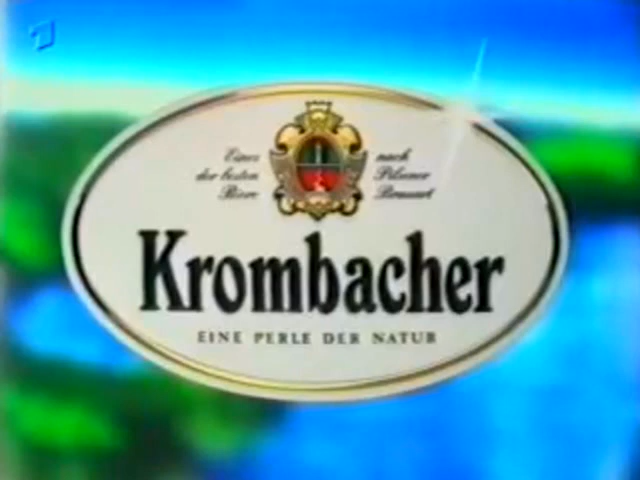 Eines
der besten
Biere
nach
Pilsener
Brauart
Krombacher
EINE PERLE DER NATUR